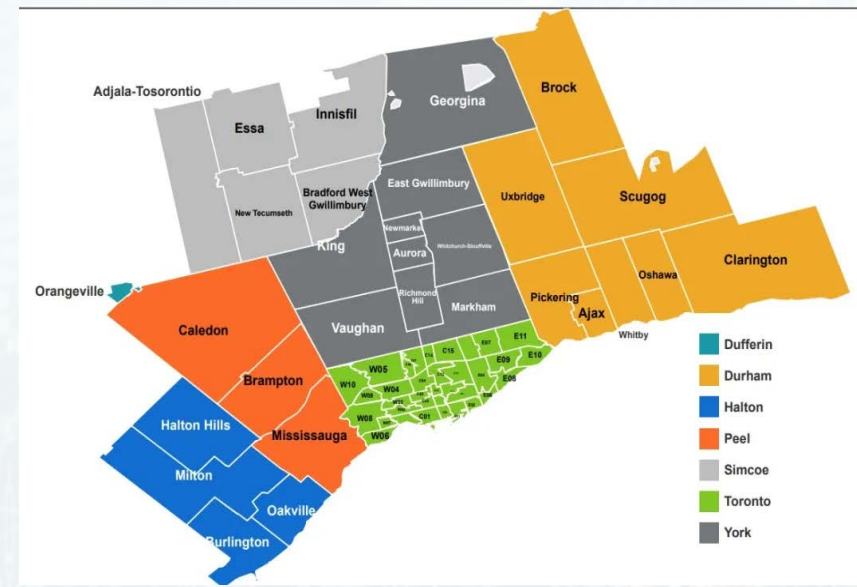 Adjala-Tosorontio
Essa
Innisfil
Georgina
Brock
New Tecumseth
Bradford West
Gwillimbury
East Gwillimbury
Uxbridge
Scugog
King
Newmarket
Aurora
Whitchurch-Stouffville
Richmond
Hill
Markham
Vaughan
Pickering
Ajax
Whitby
Oshawa
Clarington
Orangeville
Caledon
Brampton
Mississauga
Halton Hills
Milton
Oakville
Burlington
W10
W05
W04
W08
W06
C15
C01
E07
E11
E09
E10
E08
Dufferin
Durham
Halton
Peel
Simcoe
Toronto
York